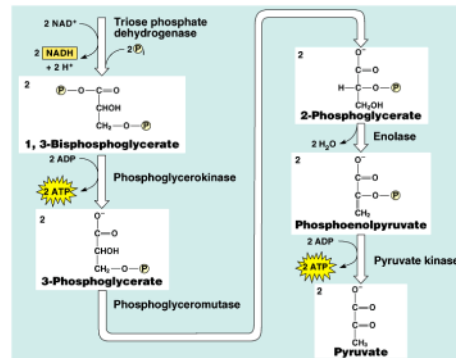 2 NAD⁺
Triose phosphate
dehydrogenase
2 NADH
+ 2 H⁺
2 Pᵢ
2
P—O—C=O
CHOH
CH₂—O—P
1, 3-Bisphosphoglycerate
2 ADP
2 ATP
Phosphoglycerokinase
2
O⁻
C=O
CHOH
CH₂—O—P
3-Phosphoglycerate
Phosphoglyceromutase
2
O⁻
C=O
H—C—O—P
CH₂OH
2-Phosphoglycerate
2 H₂O
Enolase
2
O⁻
C=O
C—O—P
CH₂
Phosphoenolpyruvate
2 ADP
2 ATP
Pyruvate kinase
2
O⁻
C=O
C=O
CH₃
Pyruvate